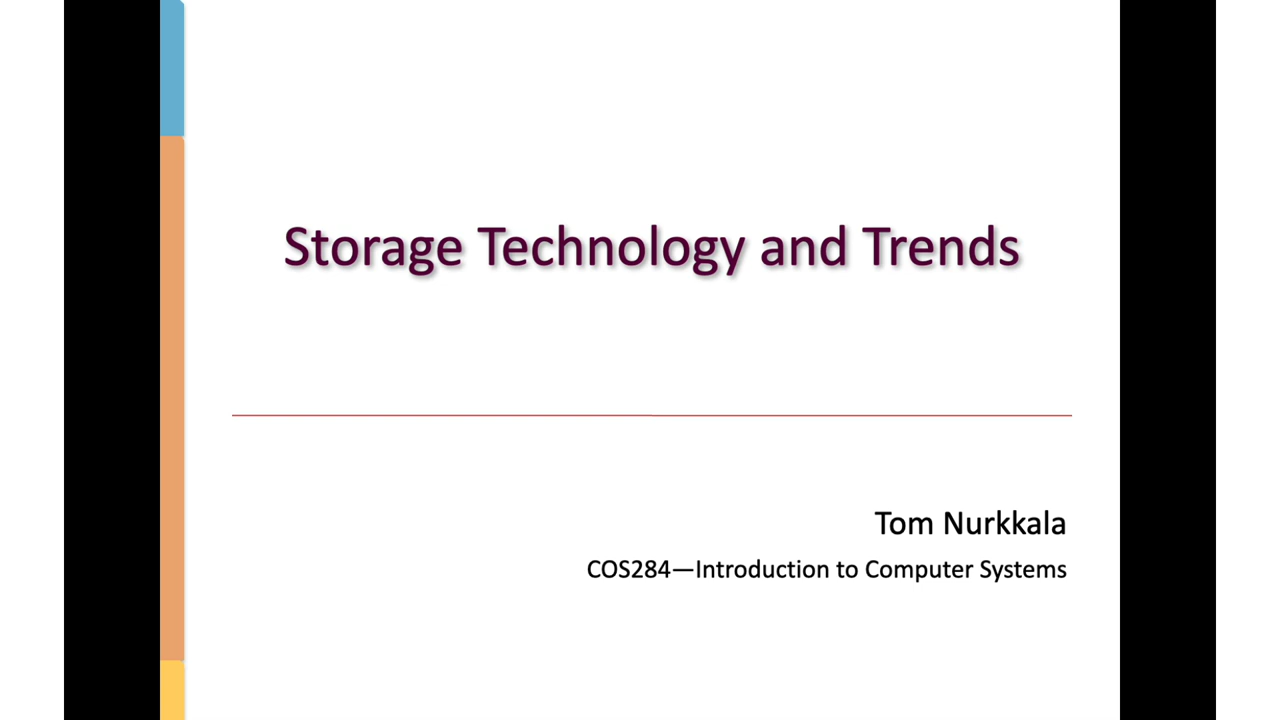 Storage Technology and Trends
Tom Nurkkala
COS284—Introduction to Computer Systems